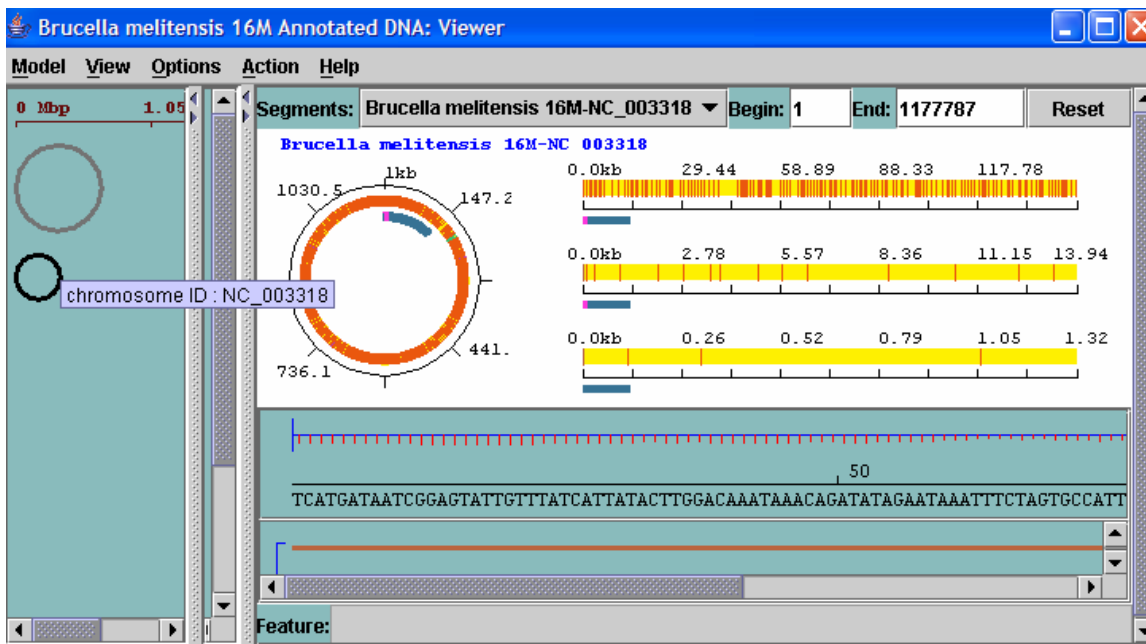 Brucella melitensis 16M Annotated DNA: Viewer
Model View Options Action Help
0 Mbp 1.05
chromosome ID : NC_003318
Segments: Brucella melitensis 16M-NC_003318 Begin: 1 End: 1177787 Reset
Brucella melitensis 16M-NC 003318
1kb
1030.5
147.2
441.
736.1
0.0kb 29.44 58.89 88.33 117.78
0.0kb 2.78 5.57 8.36 11.15 13.94
0.0kb 0.26 0.52 0.79 1.05 1.32
50
TCATGATAATCGGAGTATTGTTTATCATTATACTTGGACAAATAAACAGATATAGAATAAATTTCTAGTGCCATT
Feature: